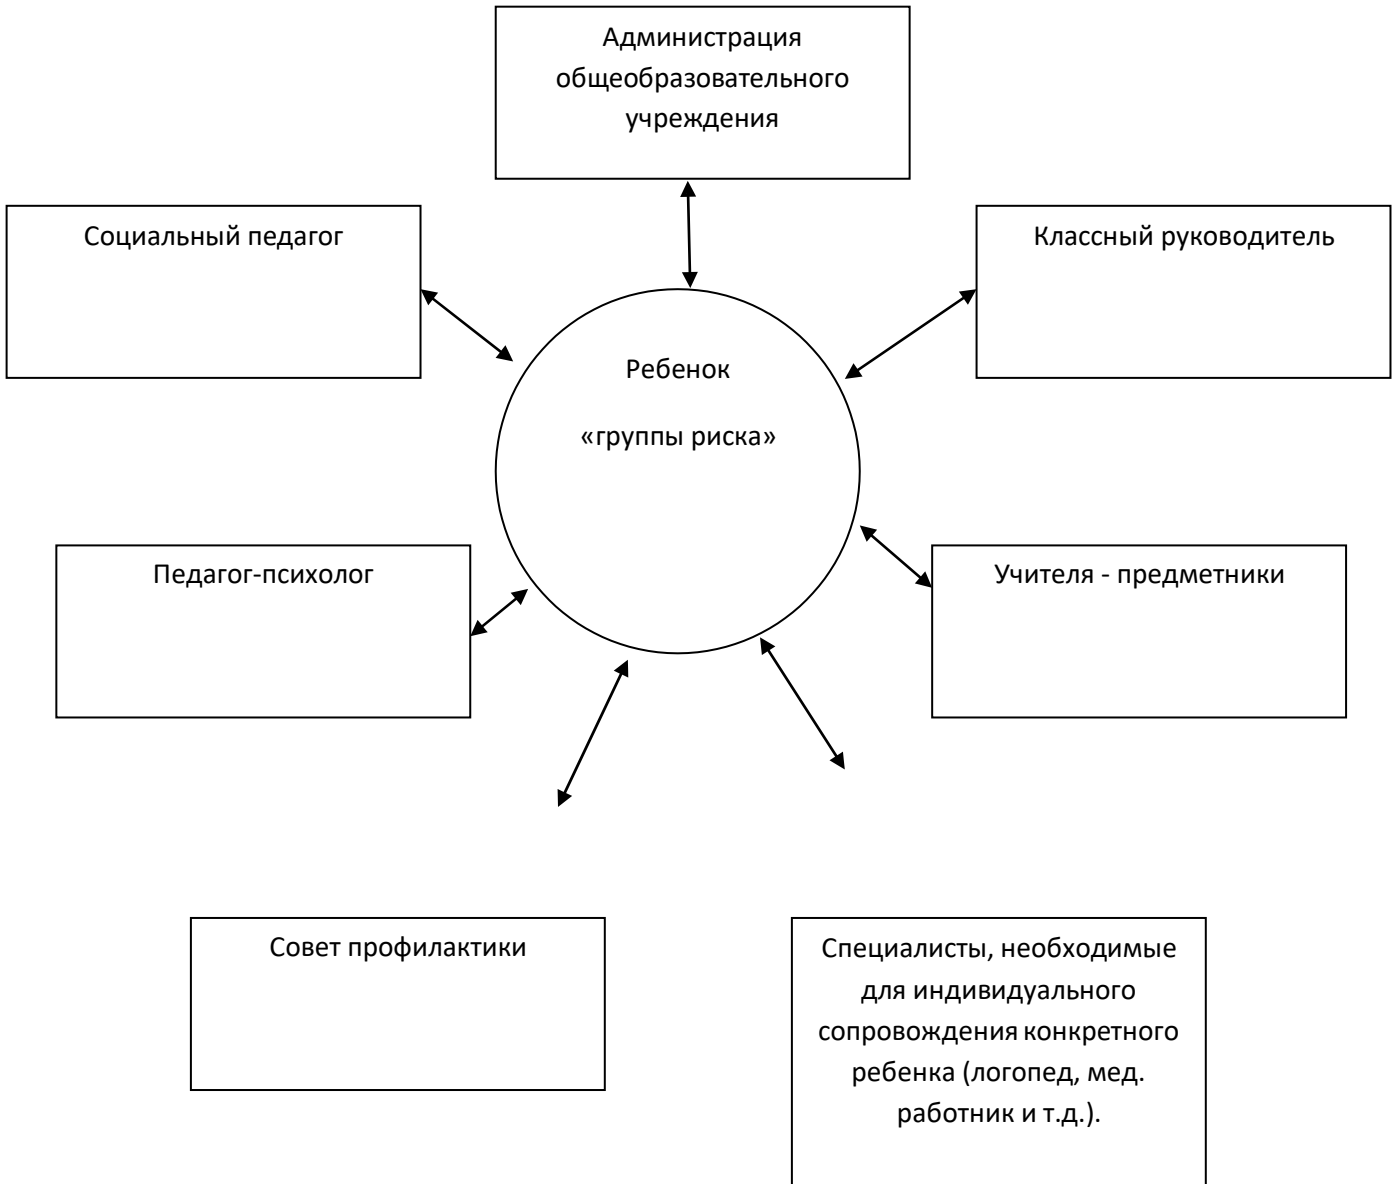 Администрация
общеобразовательного
учреждения
Социальный педагог
Классный руководитель
Ребенок
«группы риска»
Педагог-психолог
Учителя - предметники
Совет профилактики
Специалисты, необходимые
для индивидуального
сопровождения конкретного
ребенка (логопед, мед.
работник и т.д.).